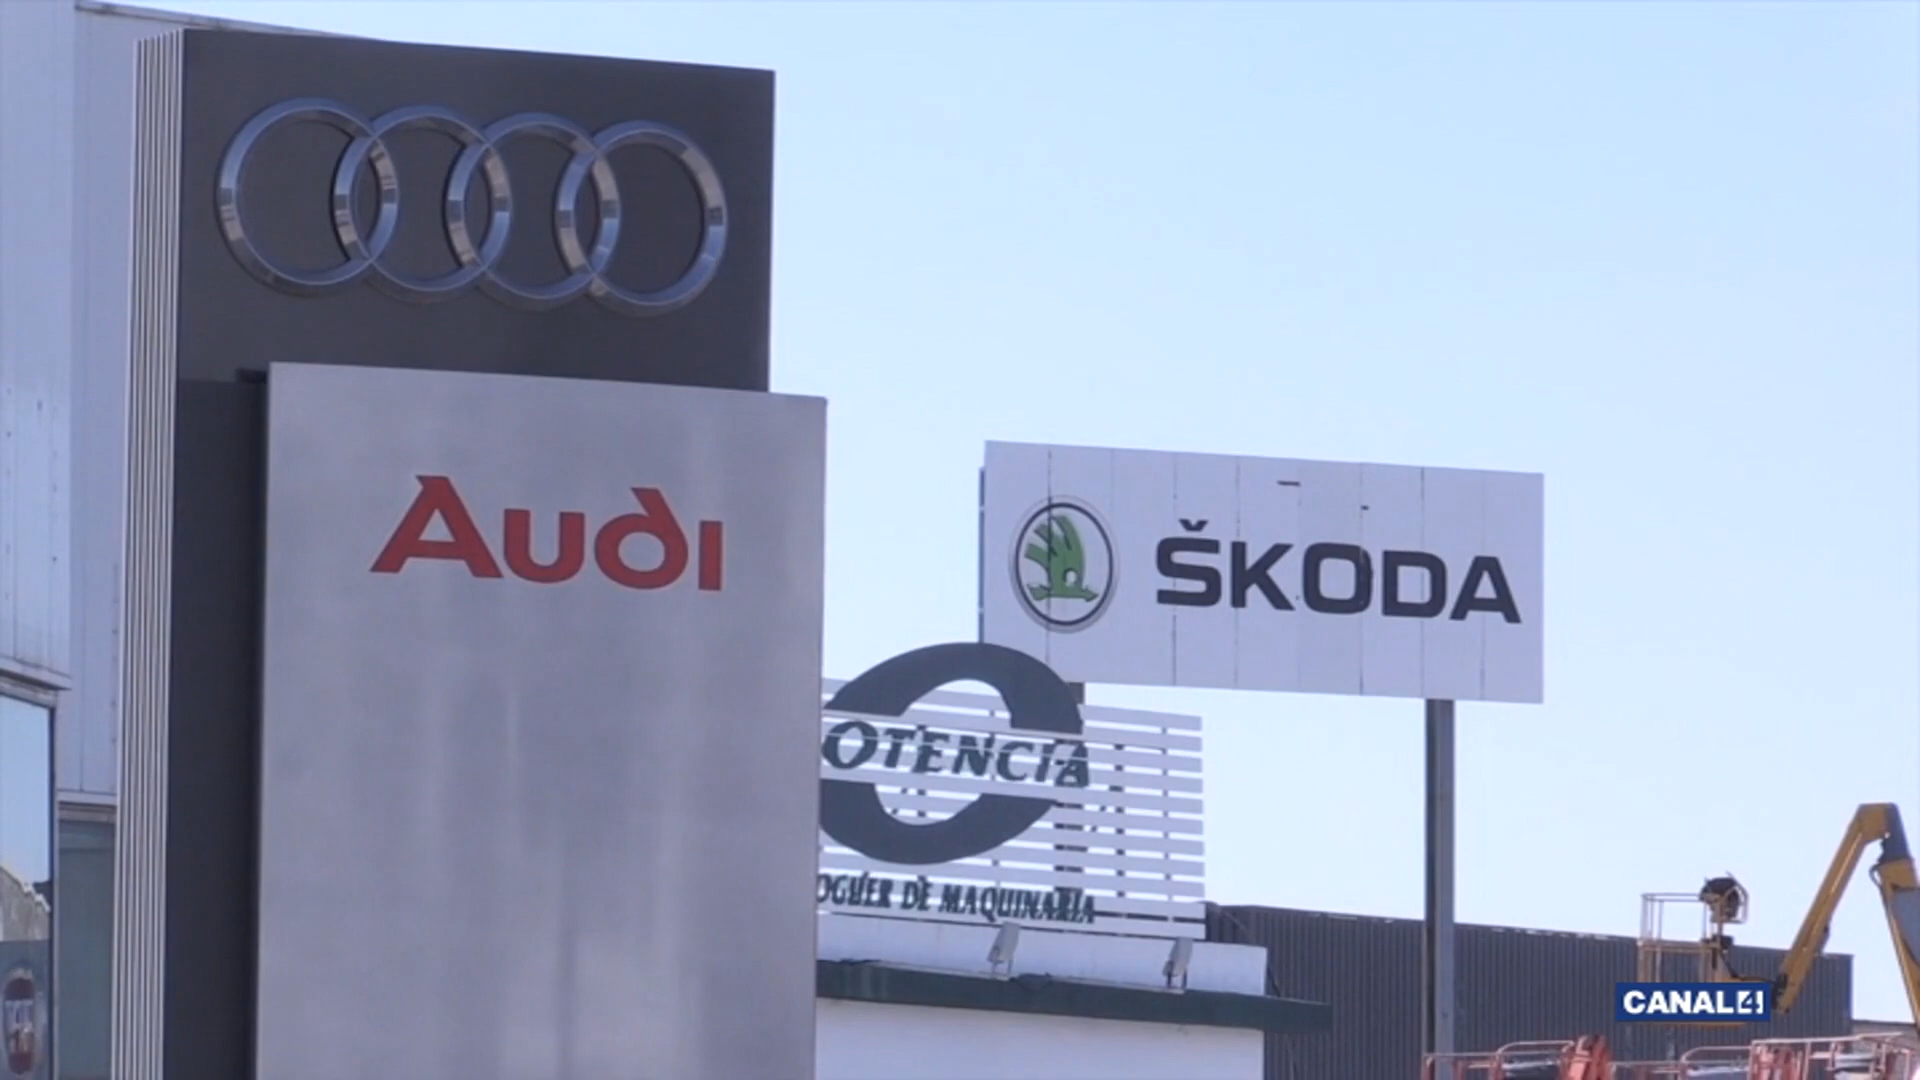 Audi
ŠKODA
OTENCIA
OGUER DE MAQUINARIA
CANAL4